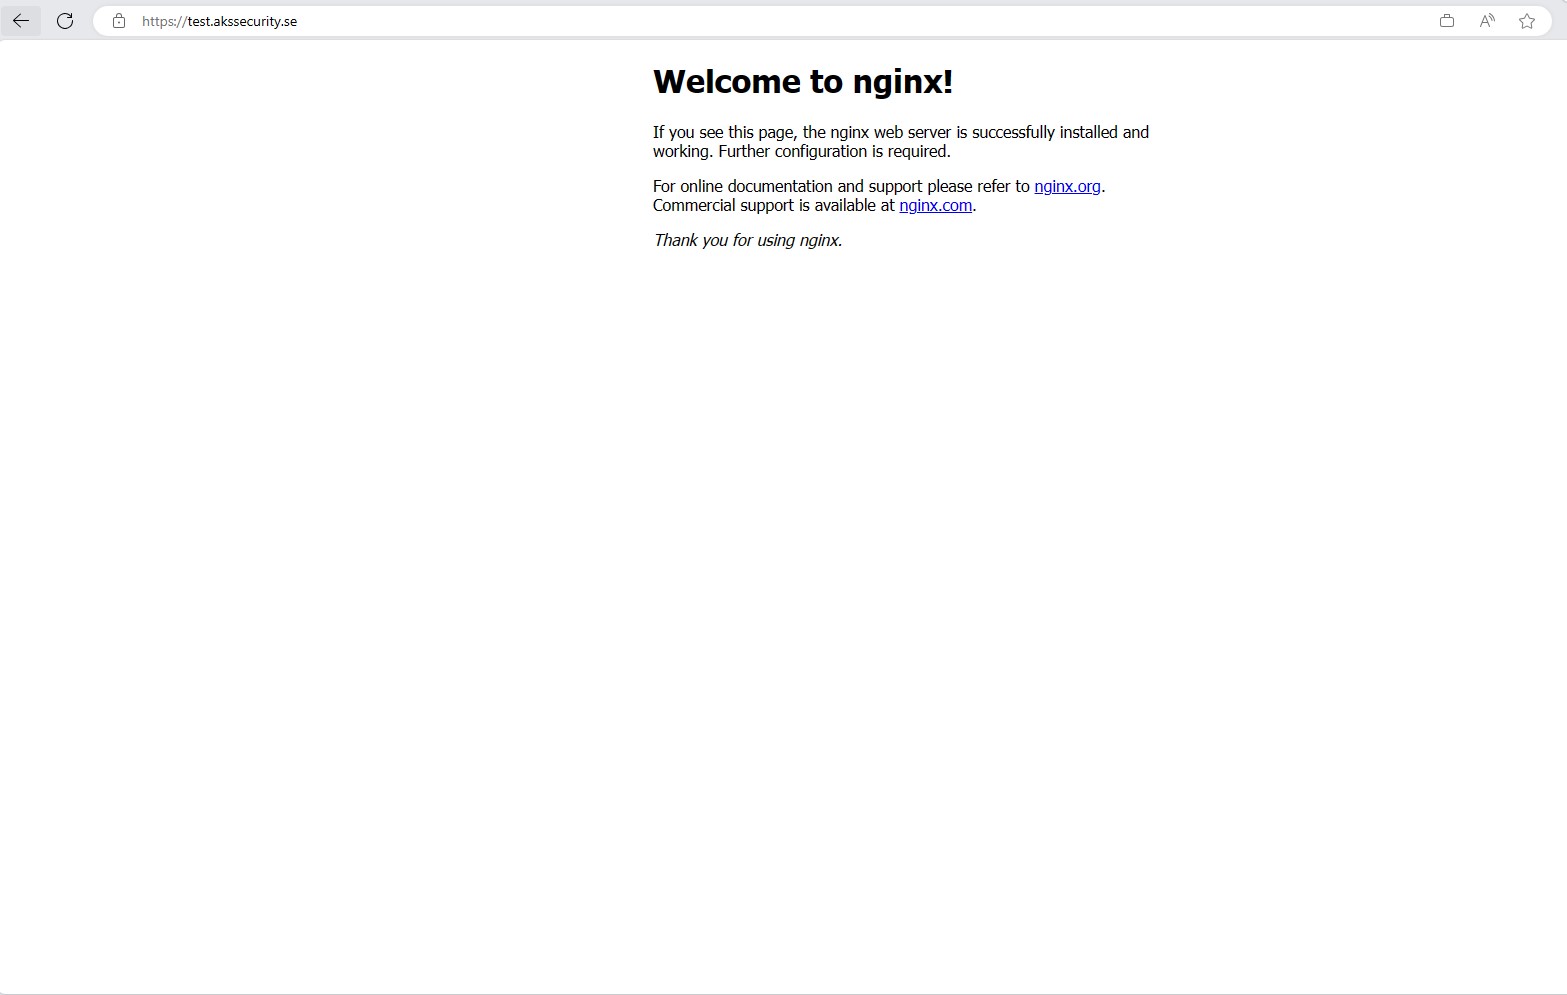 https://test.akssecurity.se
Welcome to nginx!
If you see this page, the nginx web server is successfully installed and
working. Further configuration is required.
For online documentation and support please refer to nginx.org.
Commercial support is available at nginx.com.
Thank you for using nginx.